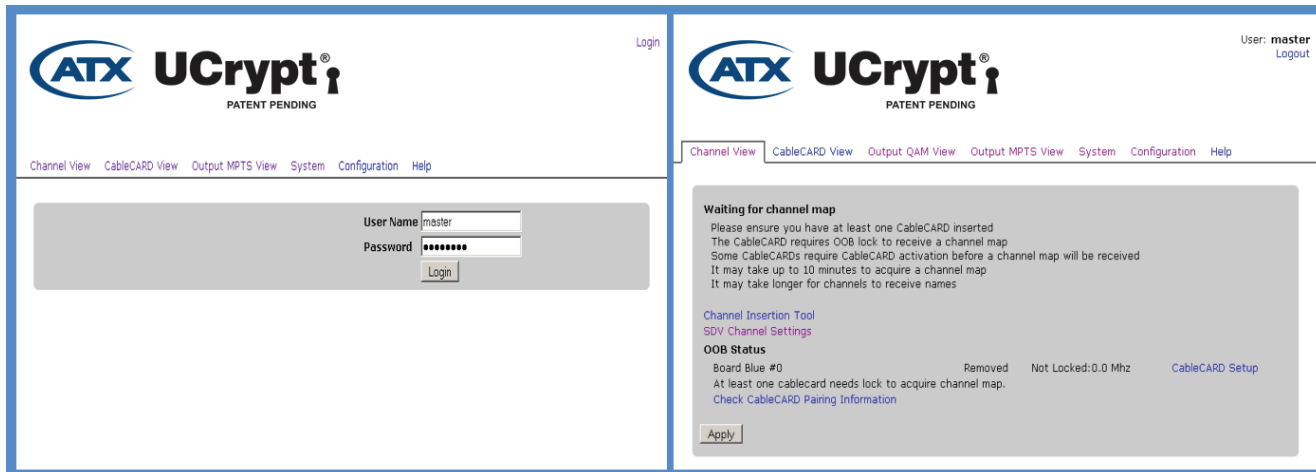 Login
ATX UCrypt®
PATENT PENDING
Channel View CableCARD View Output MPTS View System Configuration Help
User Name master
Password ••••••••
Login
User: master
Logout
ATX UCrypt®
PATENT PENDING
Channel View CableCARD View Output QAM View Output MPTS View System Configuration Help
Waiting for channel map
Please ensure you have at least one CableCARD inserted
The CableCARD requires OOB lock to receive a channel map
Some CableCARDs require CableCARD activation before a channel map will be received
It may take up to 10 minutes to acquire a channel map
It may take longer for channels to receive names
Channel Insertion Tool
SDV Channel Settings
OOB Status
Board Blue #0 Removed Not Locked:0.0 Mhz CableCARD Setup
At least one cablecard needs lock to acquire channel map.
Check CableCARD Pairing Information
Apply